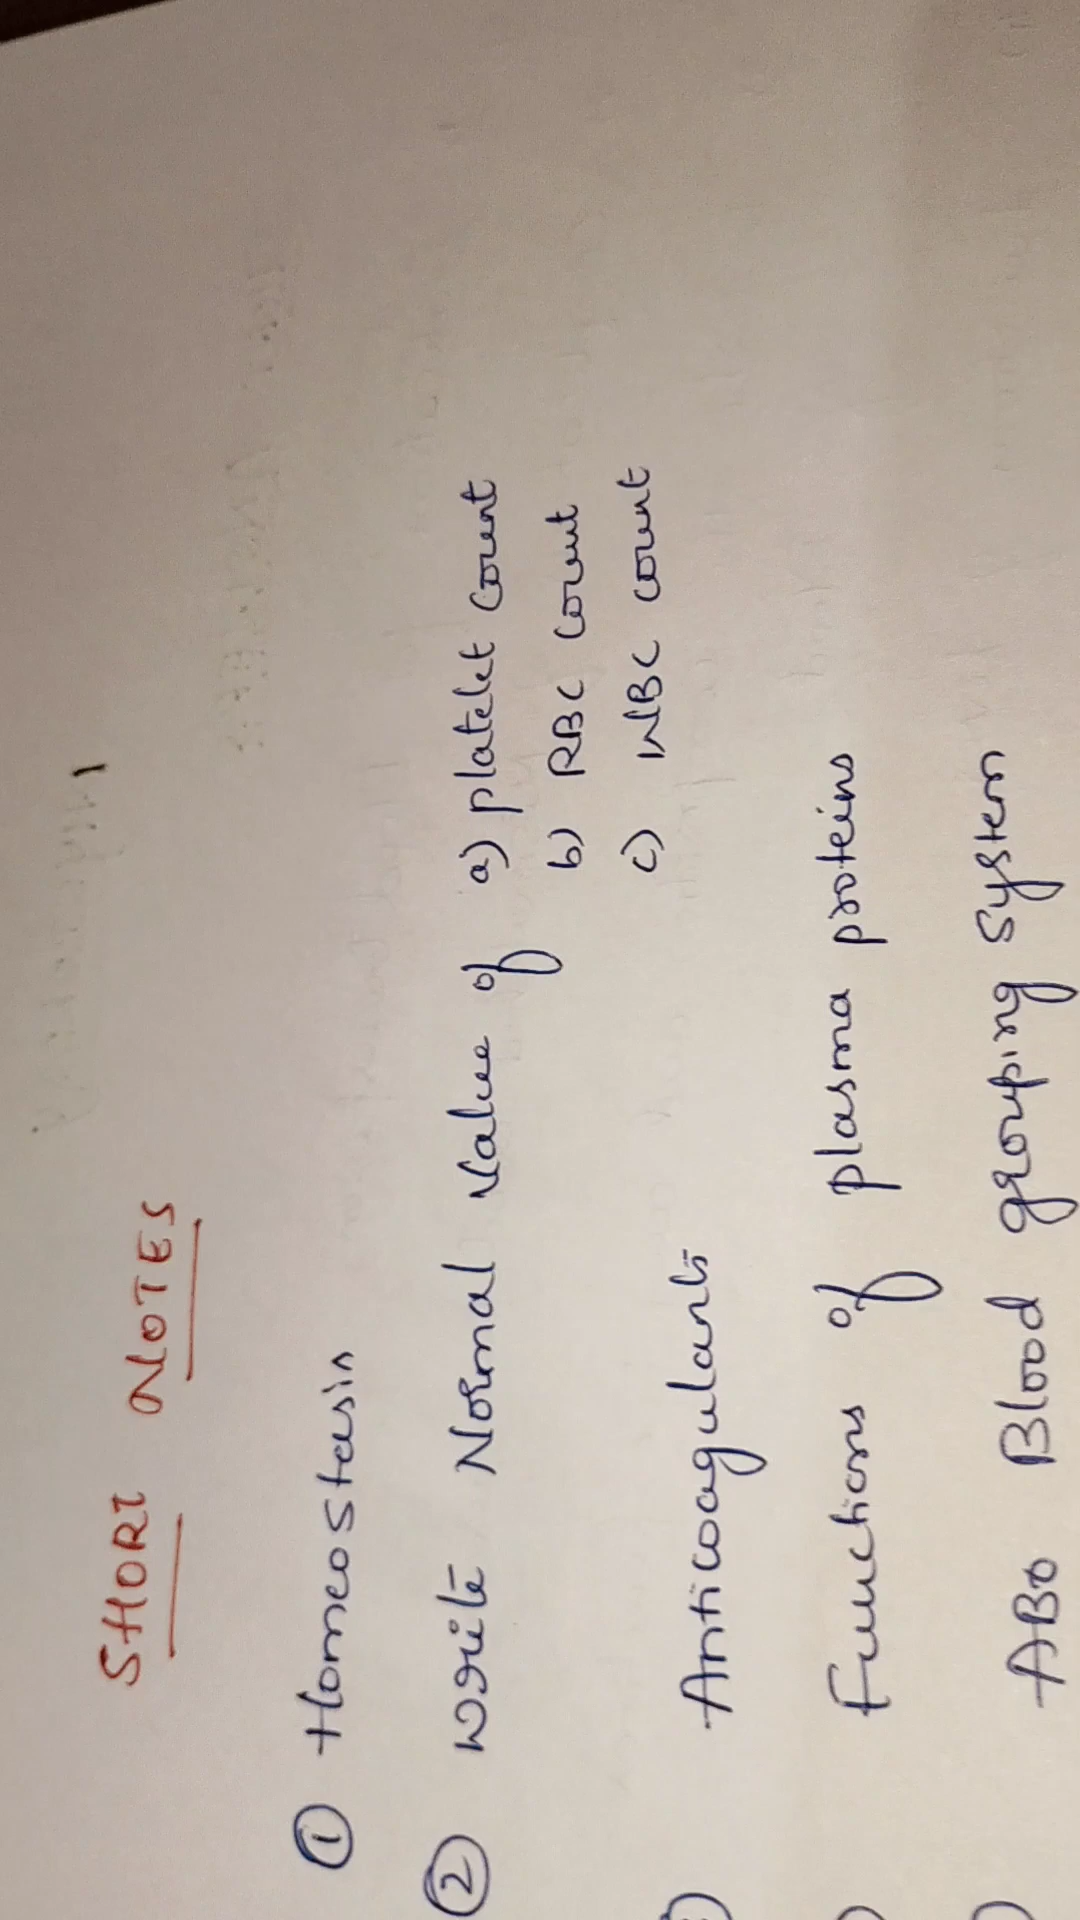 SHORT NOTES
① Homeostasis
② Write Normal Value of a) platelet count
b) RBC count
c) WBC count
) Anticoagulants
) Functions of plasma proteins
) ABO Blood grouping system